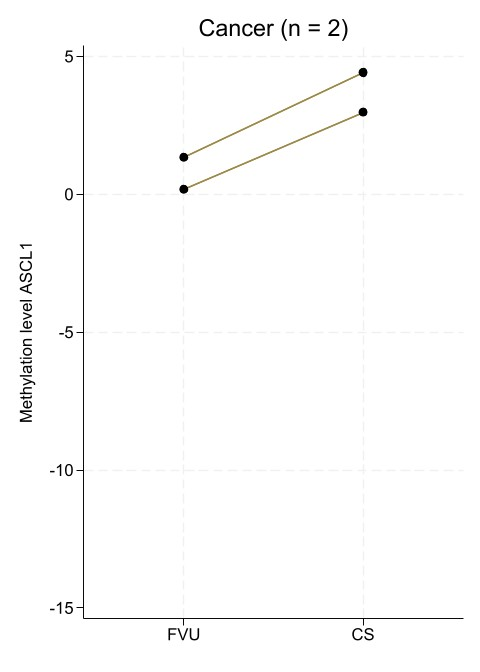 Cancer (n = 2)
Methylation level ASCL1
5
0
-5
-10
-15
FVU
CS